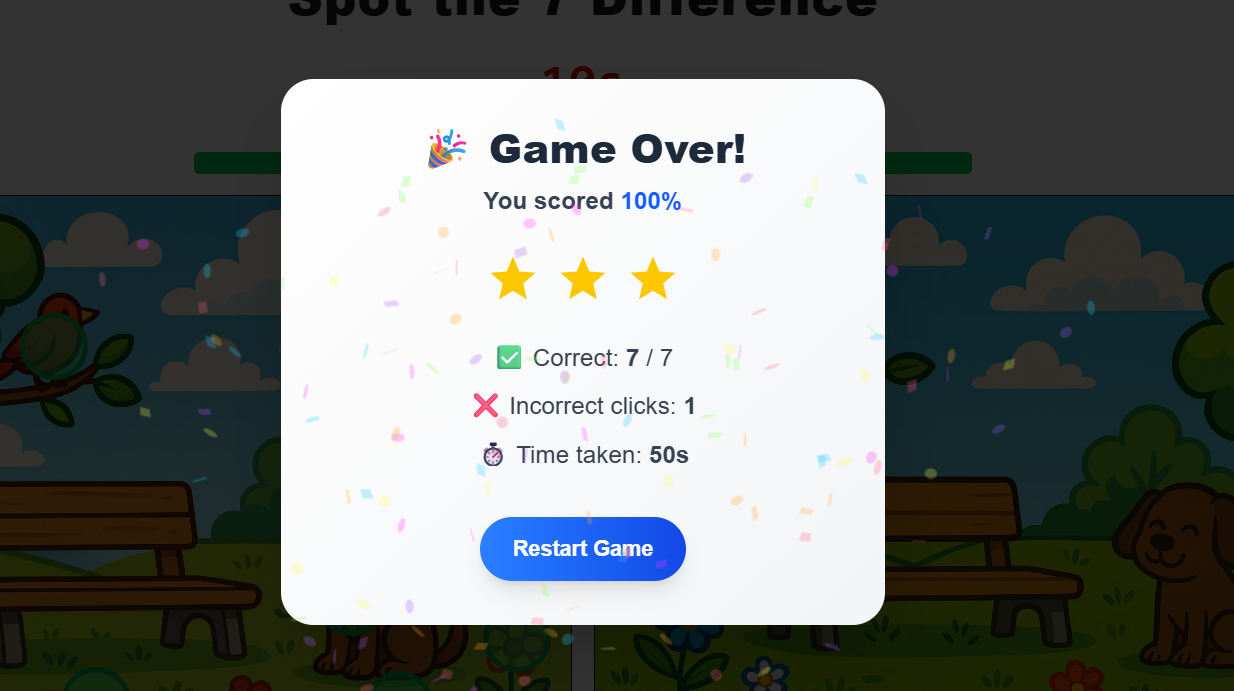 Spot the 7 Difference
10s
Game Over!
You scored 100%
Correct: 7 / 7
Incorrect clicks: 1
Time taken: 50s
Restart Game